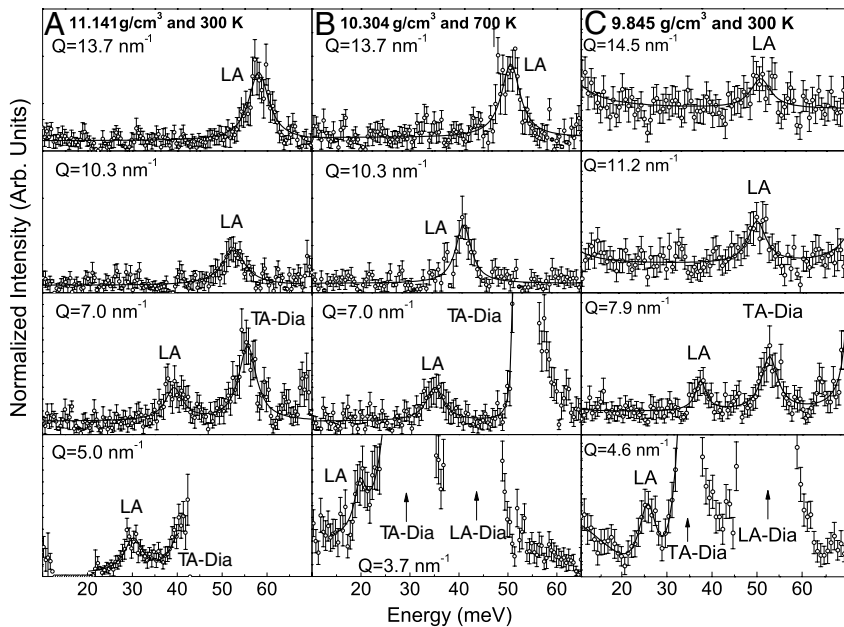 A 11.141 g/cm³ and 300 K
B 10.304 g/cm³ and 700 K
C 9.845 g/cm³ and 300 K
Q=13.7 nm⁻¹
LA
Q=13.7 nm⁻¹
LA
Q=14.5 nm⁻¹
LA
Q=10.3 nm⁻¹
LA
Q=10.3 nm⁻¹
LA
Q=11.2 nm⁻¹
LA
Q=7.0 nm⁻¹
LA
TA-Dia
Q=7.0 nm⁻¹
LA
TA-Dia
Q=7.9 nm⁻¹
LA
TA-Dia
Q=5.0 nm⁻¹
LA
TA-Dia
LA
TA-Dia
LA-Dia
Q=3.7 nm⁻¹
Q=4.6 nm⁻¹
LA
TA-Dia
LA-Dia
20 30 40 50 60
20 30 40 50 60
20 30 40 50 60
Energy (meV)
Normalized Intensity (Arb. Units)